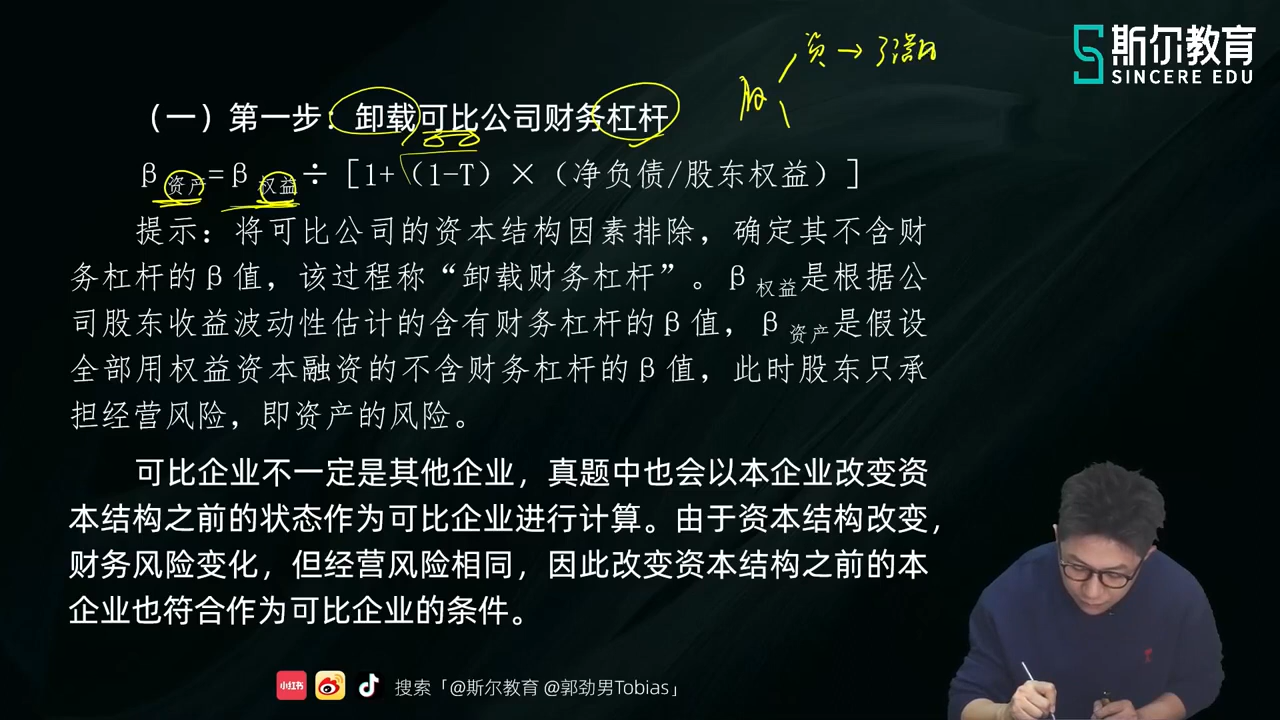 斯尔教育
SINCERE EDU
股
资→
（一）第一步：卸载可比公司财务杠杆
β资产=β权益÷［1+（1-T）×（净负债/股东权益）］
提示：将可比公司的资本结构因素排除，确定其不含财
务杠杆的β值，该过程称“卸载财务杠杆”。β权益是根据公
司股东收益波动性估计的含有财务杠杆的β值，β资产是假设
全部用权益资本融资的不含财务杠杆的β值，此时股东只承
担经营风险，即资产的风险。
可比企业不一定是其他企业，真题中也会以本企业改变资
本结构之前的状态作为可比企业进行计算。由于资本结构改变，
财务风险变化，但经营风险相同，因此改变资本结构之前的本
企业也符合作为可比企业的条件。
小红书
搜索「@斯尔教育 @郭劲男Tobias」